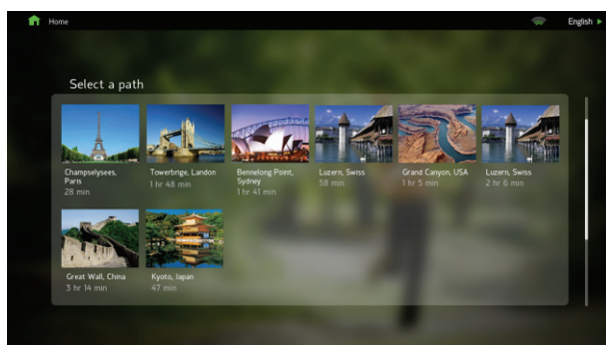 Home
English
Select a path
Champselysees,
Paris
28 min
Towerbrige, Landon
1 hr 48 min
Bennelong Point,
Sydney
1 hr 41 min
Luzern, Swiss
58 min
Grand Canyon, USA
1 hr 5 min
Luzern, Swiss
2 hr 6 min
Great Wall, China
3 hr 14 min
Kyoto, Japan
47 min